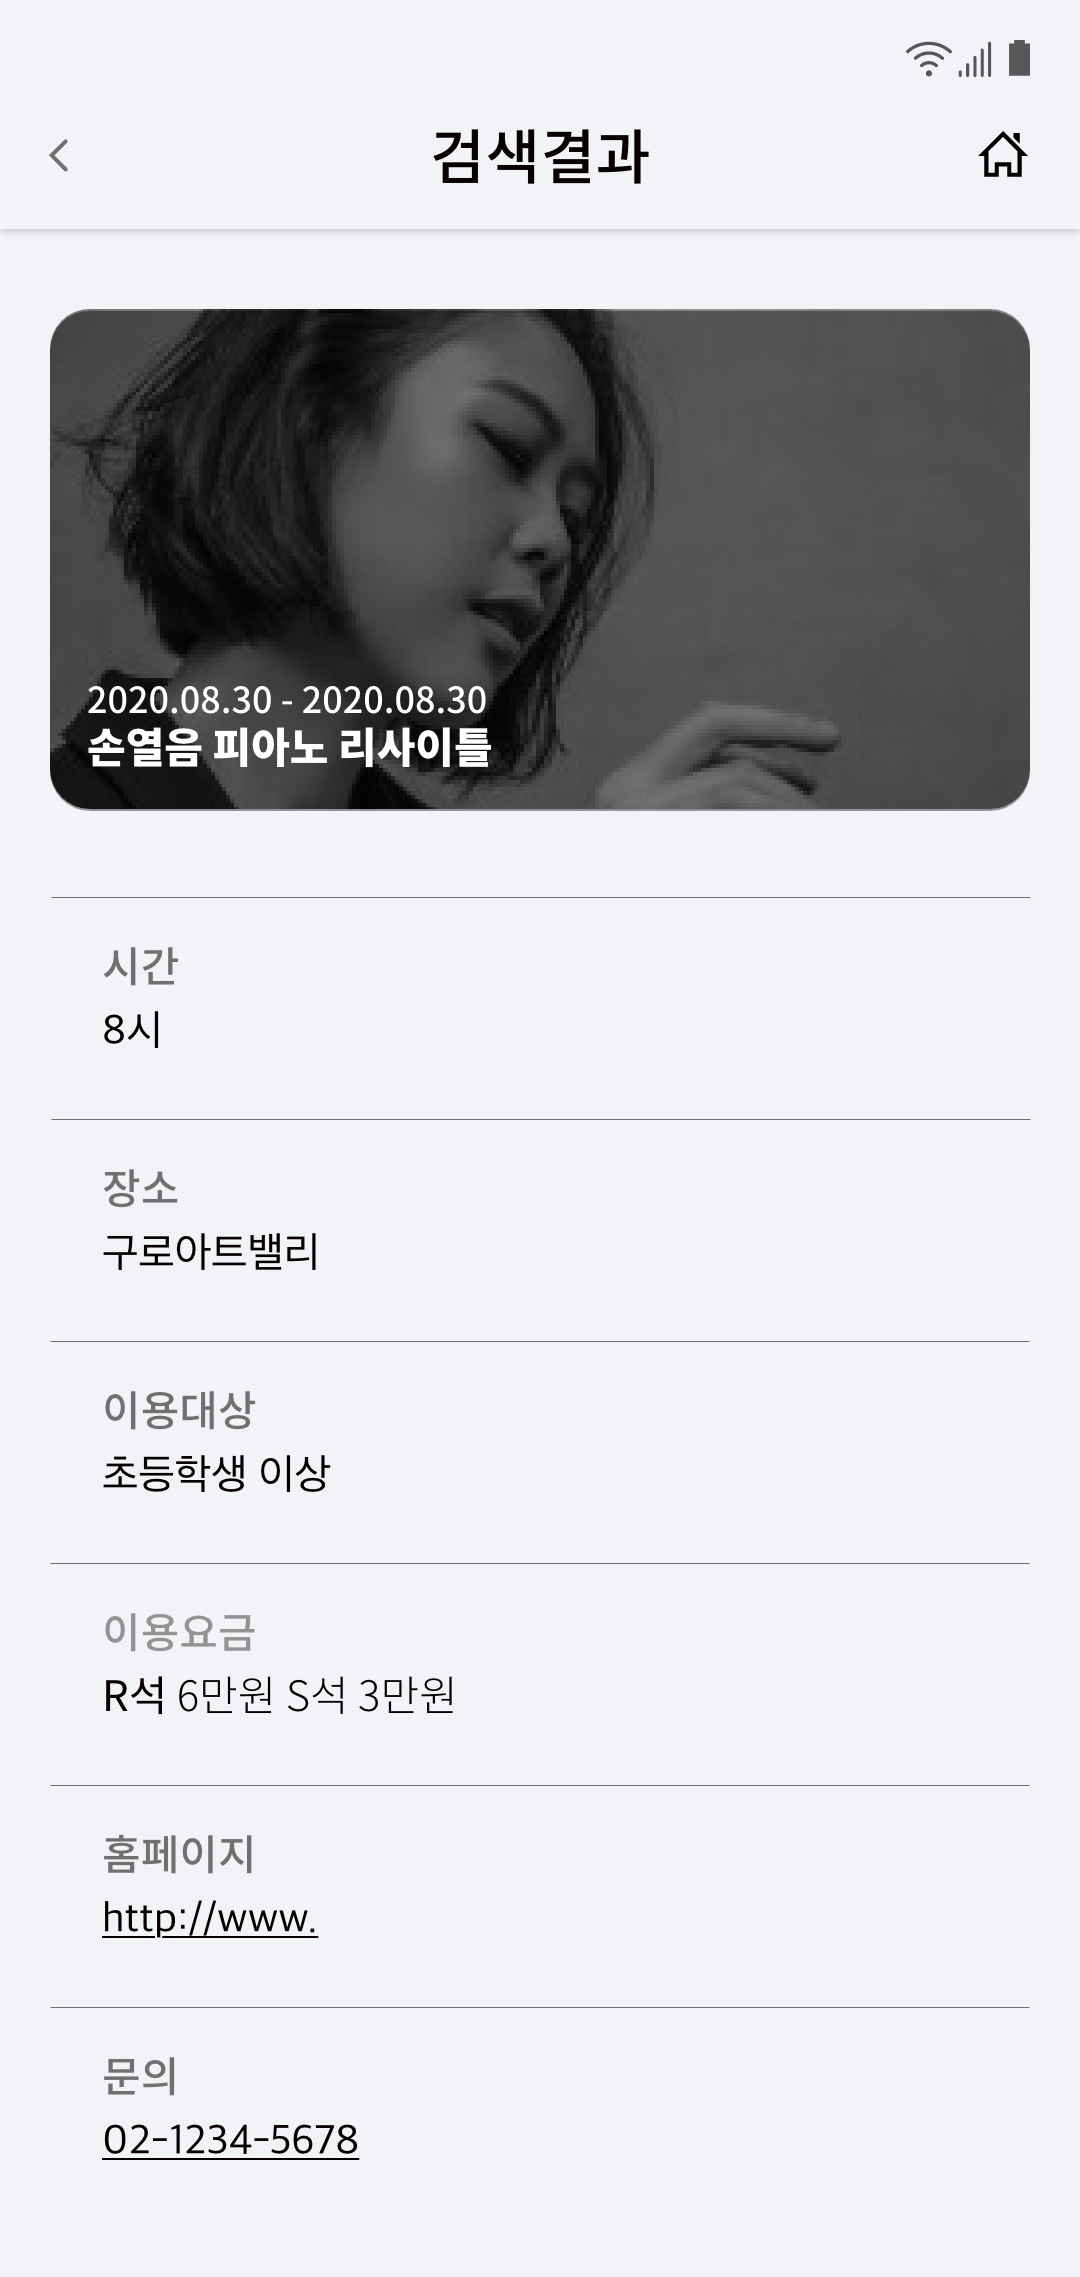 검색결과
2020.08.30 - 2020.08.30
손열음 피아노 리사이틀
시간
8시
장소
구로아트밸리
이용대상
초등학생 이상
이용요금
R석 6만원 S석 3만원
홈페이지
http://www.
문의
02-1234-5678